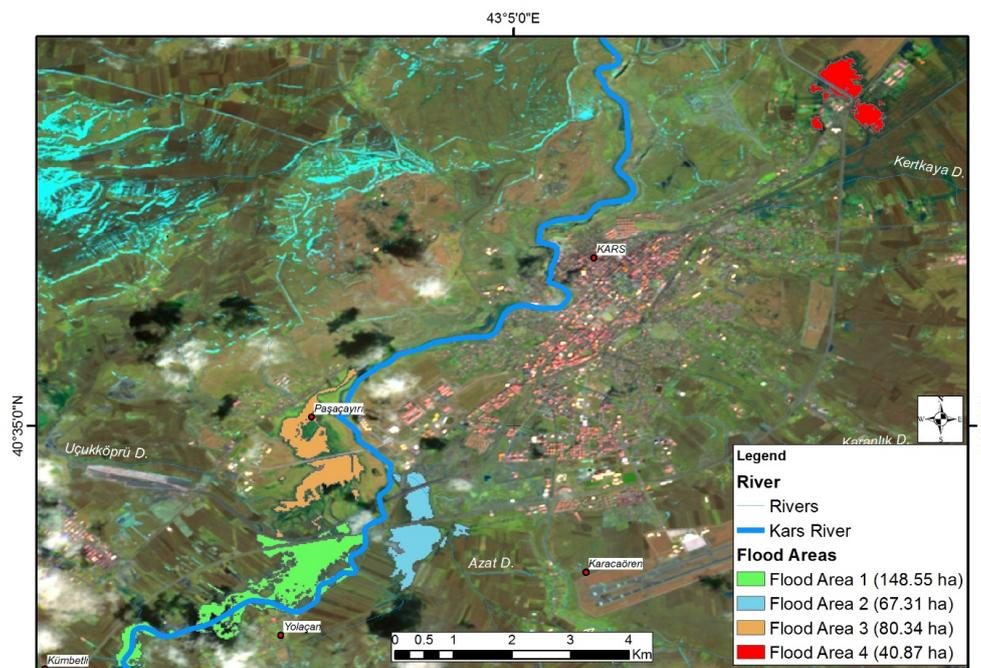 43°5'0"E
Kertkaya D.
KARS
Paşaçayırı
40°35'0"N
Uçukköprü D.
Karanlık D.
Azat D.
Karacaören
Yolaçan
Kümbetli
N
W E
S
Legend
River
Rivers
Kars River
Flood Areas
Flood Area 1 (148.55 ha)
Flood Area 2 (67.31 ha)
Flood Area 3 (80.34 ha)
Flood Area 4 (40.87 ha)
0 0.5 1 2 3 4
Km